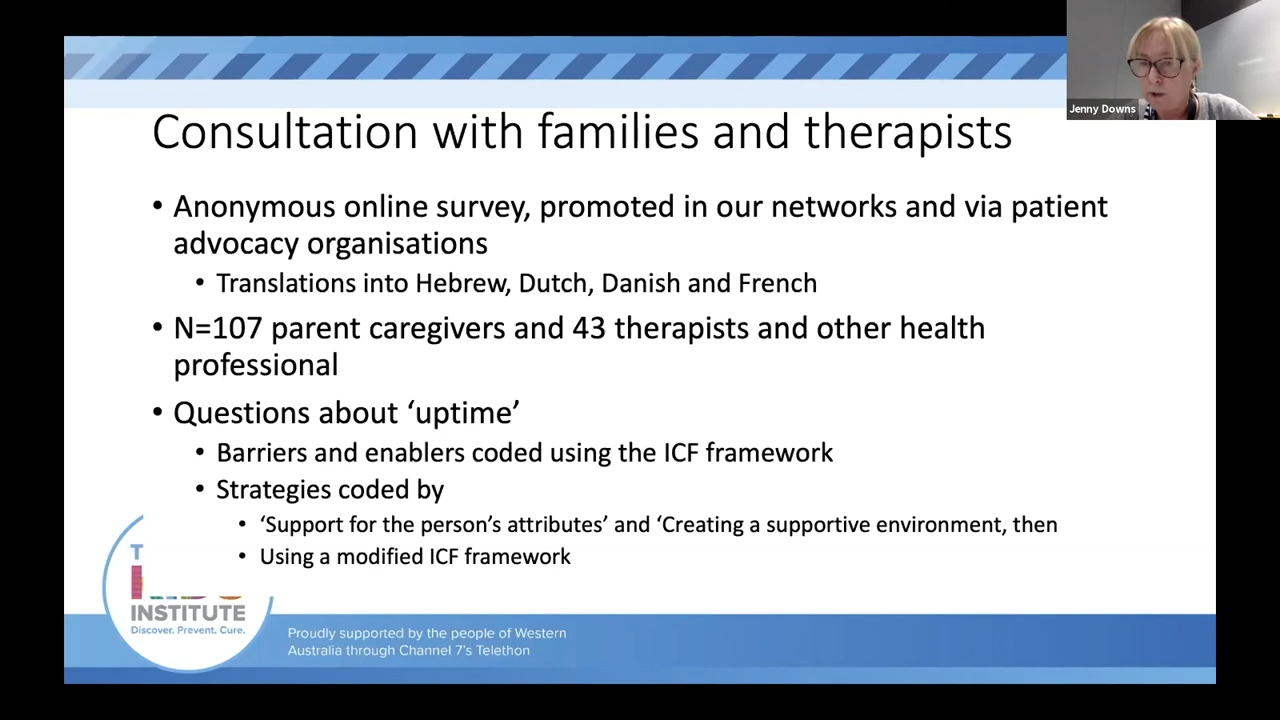 Jenny Downs
Consultation with families and therapists
• Anonymous online survey, promoted in our networks and via patient
advocacy organisations
• Translations into Hebrew, Dutch, Danish and French
• N=107 parent caregivers and 43 therapists and other health
professional
• Questions about ‘uptime’
• Barriers and enablers coded using the ICF framework
• Strategies coded by
• ‘Support for the person’s attributes’ and ‘Creating a supportive environment, then
• Using a modified ICF framework
INSTITUTE
Discover. Prevent. Cure.
Proudly supported by the people of Western
Australia through Channel 7’s Telethon